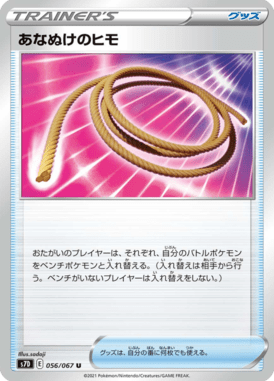 TRAINER'S
グッズ
あなぬけのヒモ
おたがいのプレイヤーは、それぞれ、自分のバトルポケモン
をベンチポケモンと入れ替える。(入れ替えは相手から行
う。ベンチがいないプレイヤーは入れ替えない。)
Illus.sadaji
S7D E 056/067 U
グッズは、自分の番に何枚でも使える。
©2021 Pokémon/Nintendo/Creatures/GAME FREAK.